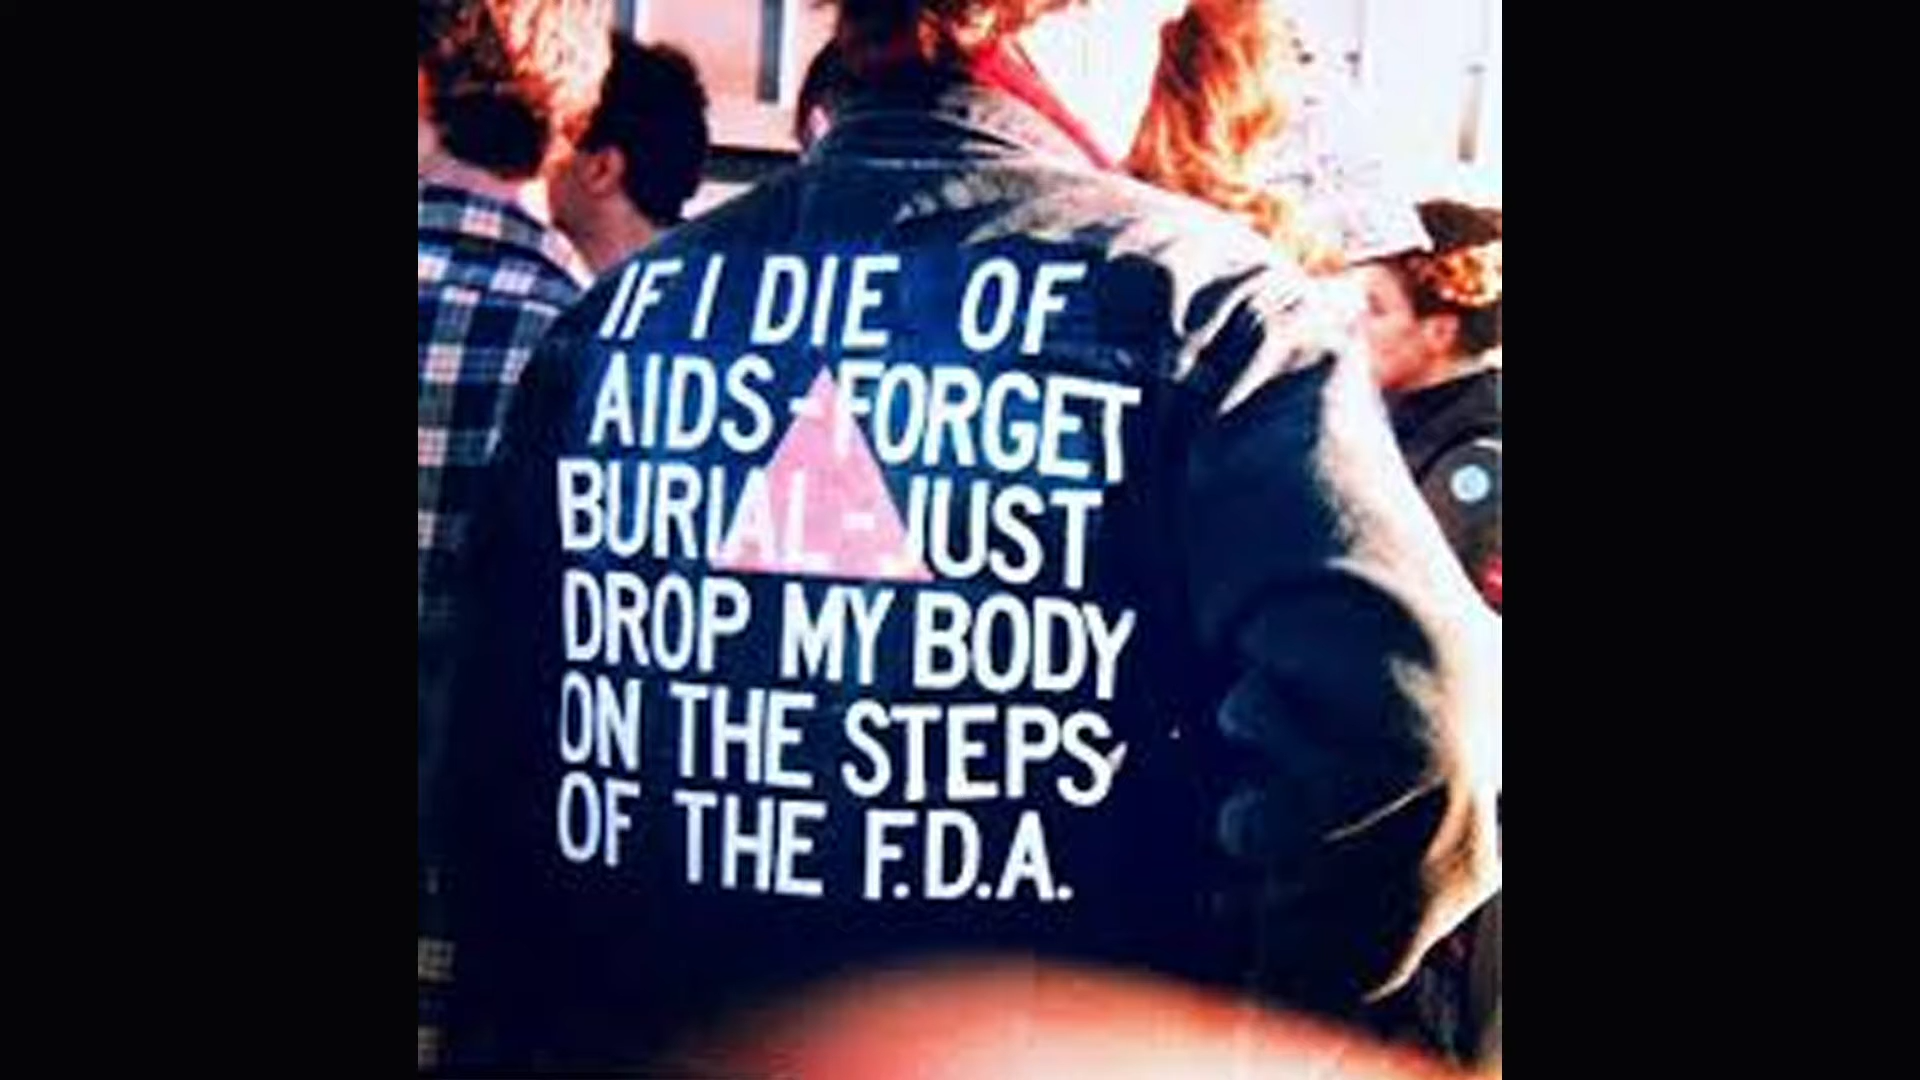 IF I DIE OF
AIDS - FORGET
BURIAL - JUST
DROP MY BODY
ON THE STEPS
OF THE F.D.A.